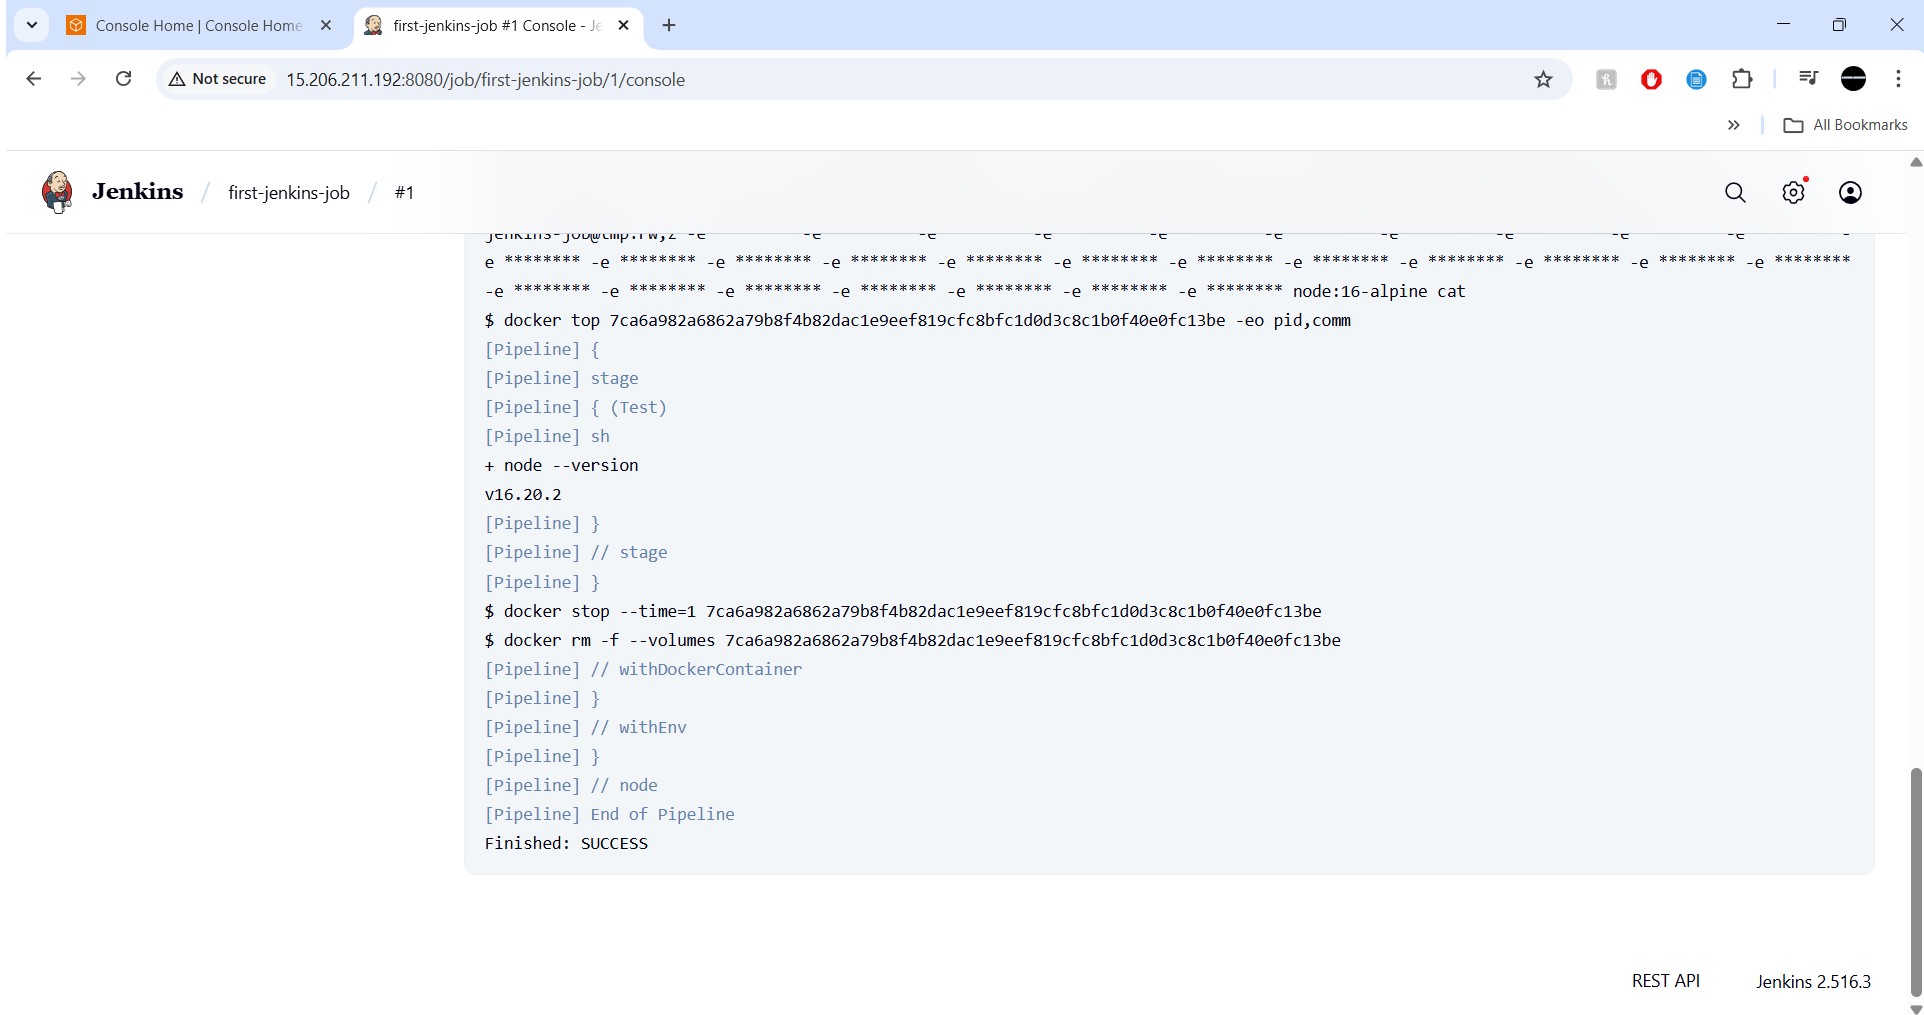 Console Home | Console Home
first-jenkins-job #1 Console - Je
Not secure
15.206.211.192:8080/job/first-jenkins-job/1/console
All Bookmarks
Jenkins / first-jenkins-job / #1
jenkins-job@tmp:rw,z -e -e -e -e -e -e -e -e -e -e -
e ******** -e ******** -e ******** -e ******** -e ******** -e ******** -e ******** -e ******** -e ******** -e ******** -e ******** -e ********
-e ******** -e ******** -e ******** -e ******** -e ******** -e ******** -e ******** node:16-alpine cat
$ docker top 7ca6a982a6862a79b8f4b82dac1e9eef819cfc8bfc1d0d3c8c1b0f40e0fc13be -eo pid,comm
[Pipeline] {
[Pipeline] stage
[Pipeline] { (Test)
[Pipeline] sh
+ node --version
v16.20.2
[Pipeline] }
[Pipeline] // stage
[Pipeline] }
$ docker stop --time=1 7ca6a982a6862a79b8f4b82dac1e9eef819cfc8bfc1d0d3c8c1b0f40e0fc13be
$ docker rm -f --volumes 7ca6a982a6862a79b8f4b82dac1e9eef819cfc8bfc1d0d3c8c1b0f40e0fc13be
[Pipeline] // withDockerContainer
[Pipeline] }
[Pipeline] // withEnv
[Pipeline] }
[Pipeline] // node
[Pipeline] End of Pipeline
Finished: SUCCESS
REST API
Jenkins 2.516.3